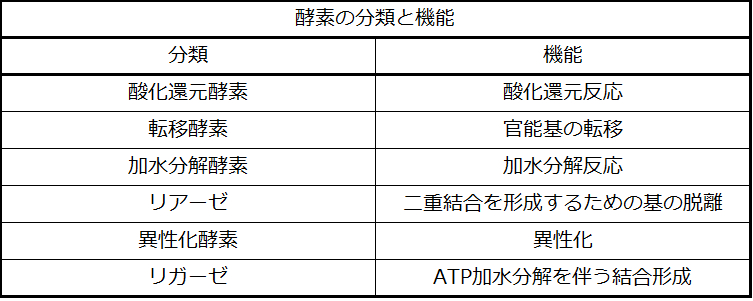 酵素の分類と機能
分類 機能
酸化還元酵素 酸化還元反応
転移酵素 官能基の転移
加水分解酵素 加水分解反応
リアーゼ 二重結合を形成するための基の脱離
異性化酵素 異性化
リガーゼ ATP加水分解を伴う結合形成